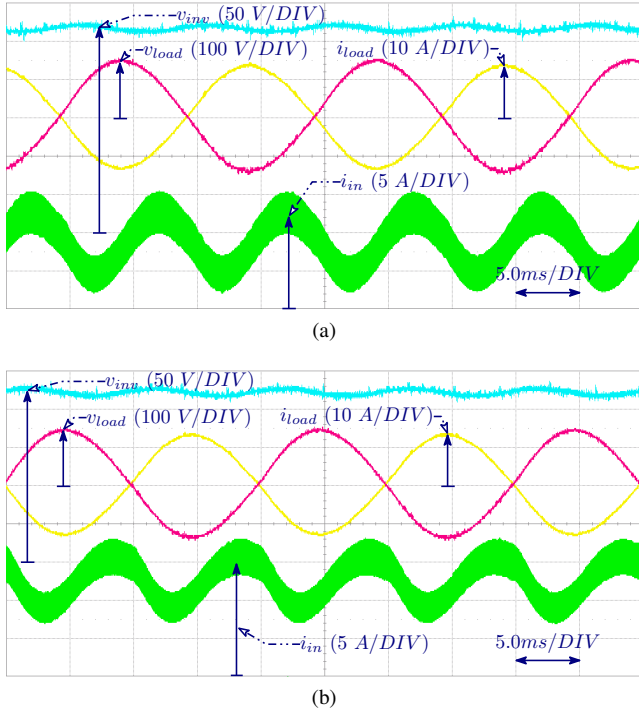 v_inv (50 V/DIV)
v_load (100 V/DIV)
i_load (10 A/DIV)
i_in (5 A/DIV)
5.0ms/DIV
(a)
v_inv (50 V/DIV)
v_load (100 V/DIV)
i_load (10 A/DIV)
i_in (5 A/DIV)
5.0ms/DIV
(b)